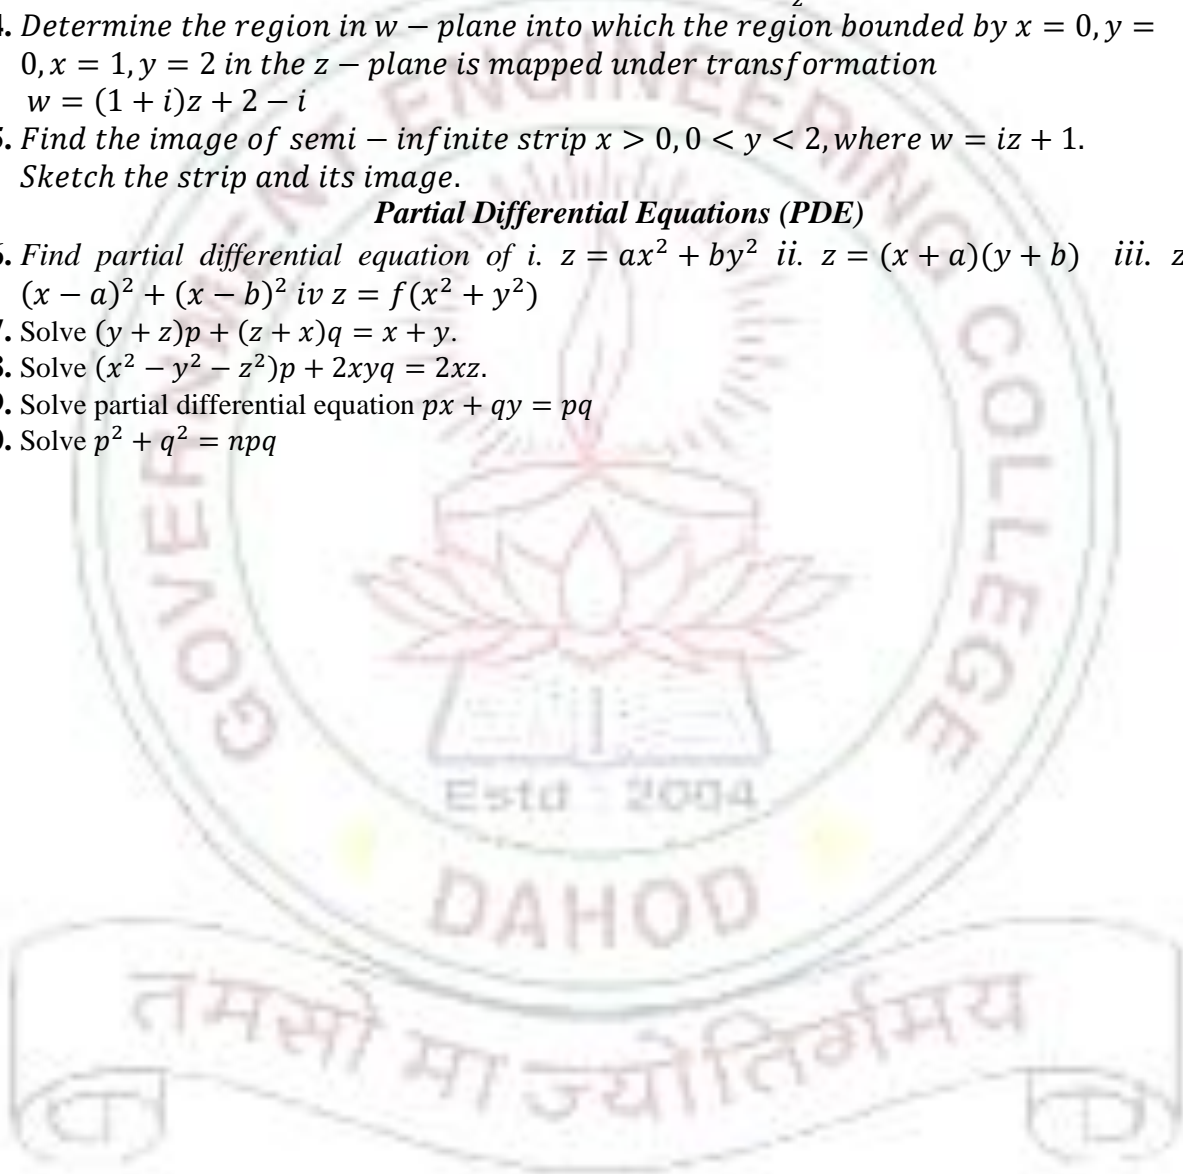 z
4. Determine the region in w − plane into which the region bounded by x = 0, y =
0, x = 1, y = 2 in the z − plane is mapped under transformation
w = (1 + i)z + 2 − i
5. Find the image of semi − infinite strip x > 0, 0 < y < 2, where w = iz + 1.
Sketch the strip and its image.
Partial Differential Equations (PDE)
6. Find partial differential equation of i. z = ax² + by² ii. z = (x + a)(y + b) iii. z
(x − a)² + (x − b)² iv z = f(x² + y²)
7. Solve (y + z)p + (z + x)q = x + y.
8. Solve (x² − y² − z²)p + 2xyq = 2xz.
9. Solve partial differential equation px + qy = pq
0. Solve p² + q² = npq
GOVERNMENT ENGINEERING COLLEGE
Estd 2004
DAHOD
तमसो मा ज्योतिर्गमय